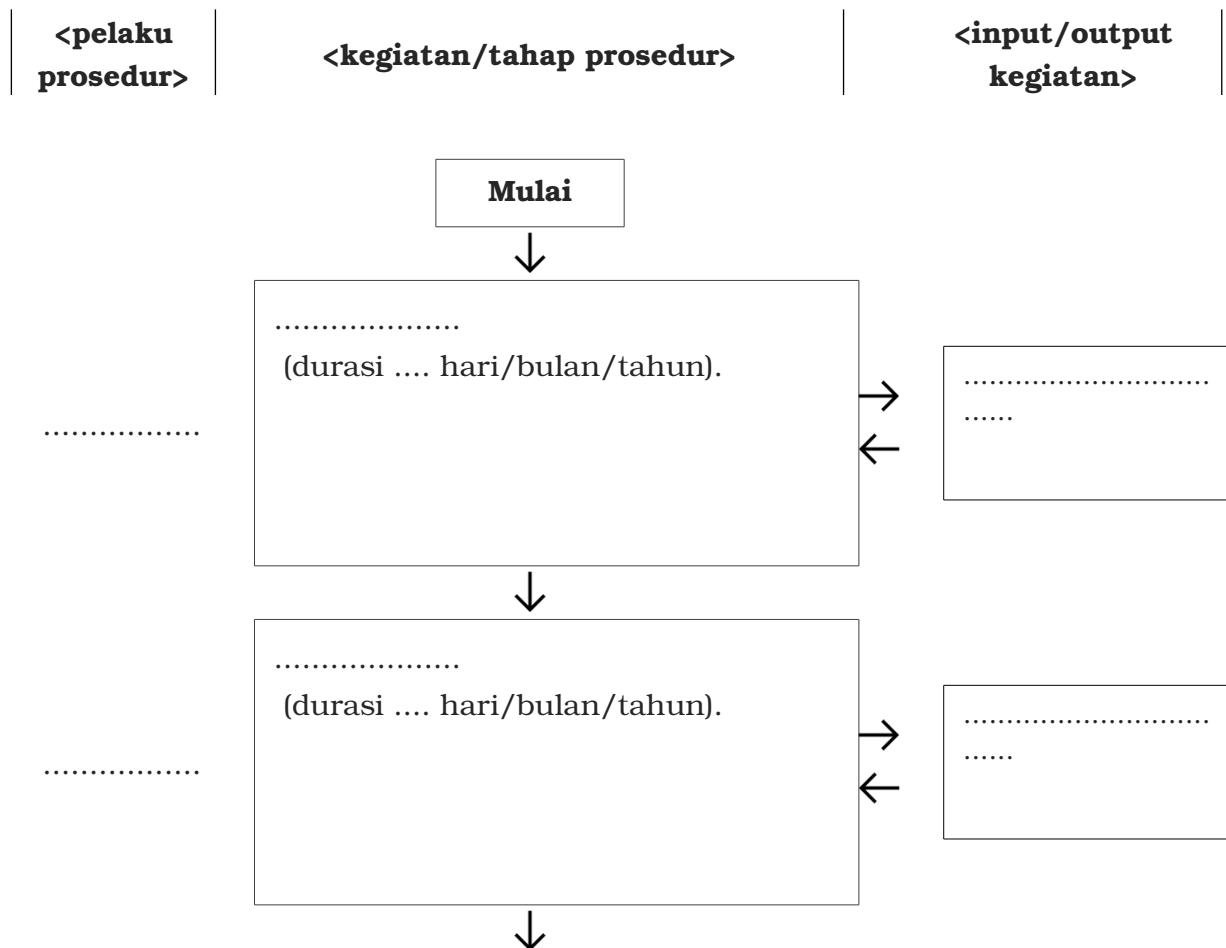 <pelaku
prosedur>
<kegiatan/tahap prosedur>
<input/output
kegiatan>
Mulai
....................
(durasi .... hari/bulan/tahun).
.............................
......
.................
....................
(durasi .... hari/bulan/tahun).
.............................
......
.................